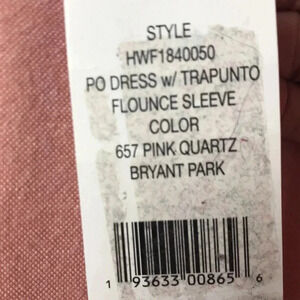 STYLE
HWF1840050
PO DRESS w/ TRAPUNTO
FLOUNCE SLEEVE
COLOR
657 PINK QUARTZ
BRYANT PARK
1 93633 00865 6